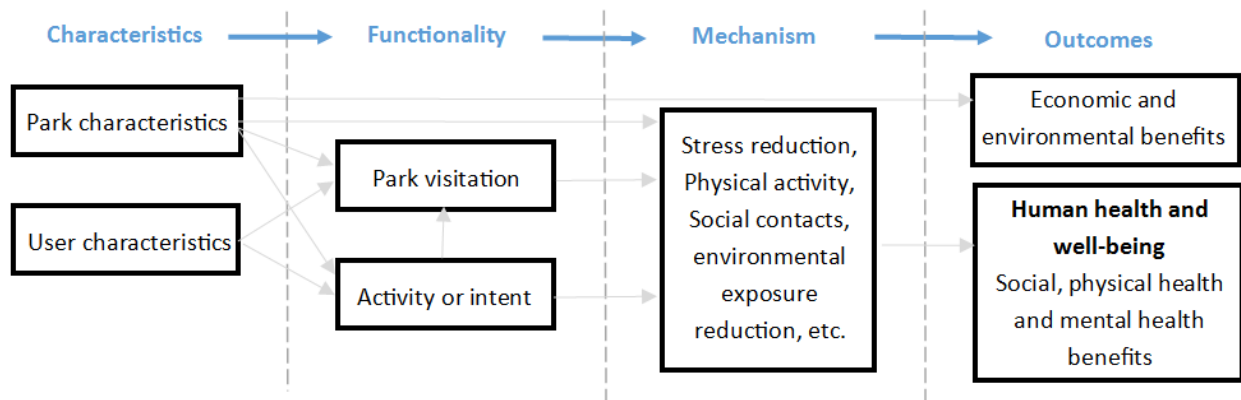 Characteristics
Functionality
Mechanism
Outcomes
Park characteristics
User characteristics
Park visitation
Activity or intent
Stress reduction,
Physical activity,
Social contacts,
environmental
exposure
reduction, etc.
Economic and
environmental benefits
Human health and
well-being
Social, physical health
and mental health
benefits